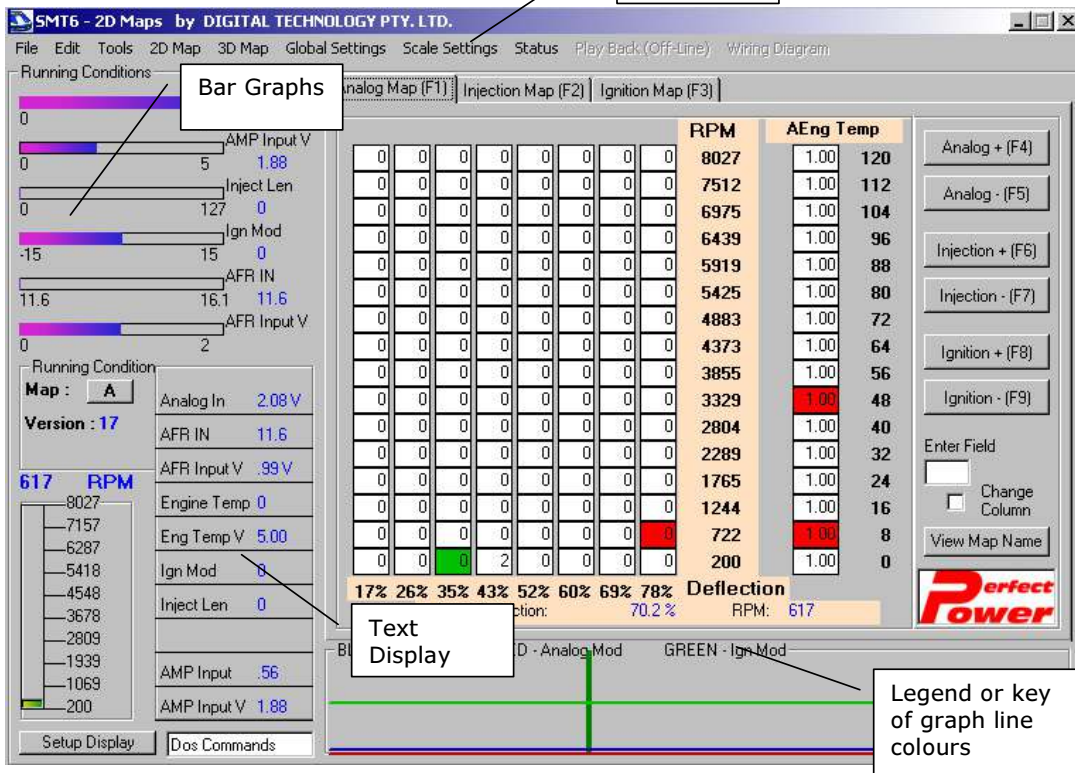 SMT6 - 2D Maps by DIGITAL TECHNOLOGY PTY. LTD.
File Edit Tools 2D Map 3D Map Global Settings Scale Settings Status Play Back (Off-Line) Wiring Diagram
Running Conditions
Bar Graphs
0
AMP Input V
0 5 1.88
Inject Len
0 127 0
Ign Mod
-15 15 0
AFR IN
11.6 16.1 11.6
AFR Input V
0 2
Running Condition
Map : A
Version : 17
617 RPM
8027
7157
6287
5418
4548
3678
2809
1939
1069
200
Analog In 2.08 V
AFR IN 11.6
AFR Input V .99 V
Engine Temp 0
Eng Temp V 5.00
Ign Mod 0
Inject Len 0
AMP Input .56
AMP Input V 1.88
Setup Display Dos Commands
Analog Map (F1) Injection Map (F2) Ignition Map (F3)
RPM AEng Temp
0 0 0 0 0 0 0 0 8027 1.00 120
0 0 0 0 0 0 0 0 7512 1.00 112
0 0 0 0 0 0 0 0 6975 1.00 104
0 0 0 0 0 0 0 0 6439 1.00 96
0 0 0 0 0 0 0 0 5919 1.00 88
0 0 0 0 0 0 0 0 5425 1.00 80
0 0 0 0 0 0 0 0 4883 1.00 72
0 0 0 0 0 0 0 0 4373 1.00 64
0 0 0 0 0 0 0 0 3855 1.00 56
0 0 0 0 0 0 0 0 3329 1.00 48
0 0 0 0 0 0 0 0 2804 1.00 40
0 0 0 0 0 0 0 0 2289 1.00 32
0 0 0 0 0 0 0 0 1765 1.00 24
0 0 0 0 0 0 0 0 1244 1.00 16
0 0 0 0 0 0 0 0 722 1.00 8
0 0 0 2 0 0 0 0 200 1.00 0
17% 26% 35% 43% 52% 60% 69% 78% Deflection
ction: 70.2 % RPM: 617
Text
Display
BL D - Analog Mod GREEN - Ign Mod
Legend or key
of graph line
colours
Analog + (F4)
Analog - (F5)
Injection + (F6)
Injection - (F7)
Ignition + (F8)
Ignition - (F9)
Enter Field
Change
Column
View Map Name
Perfect
Power